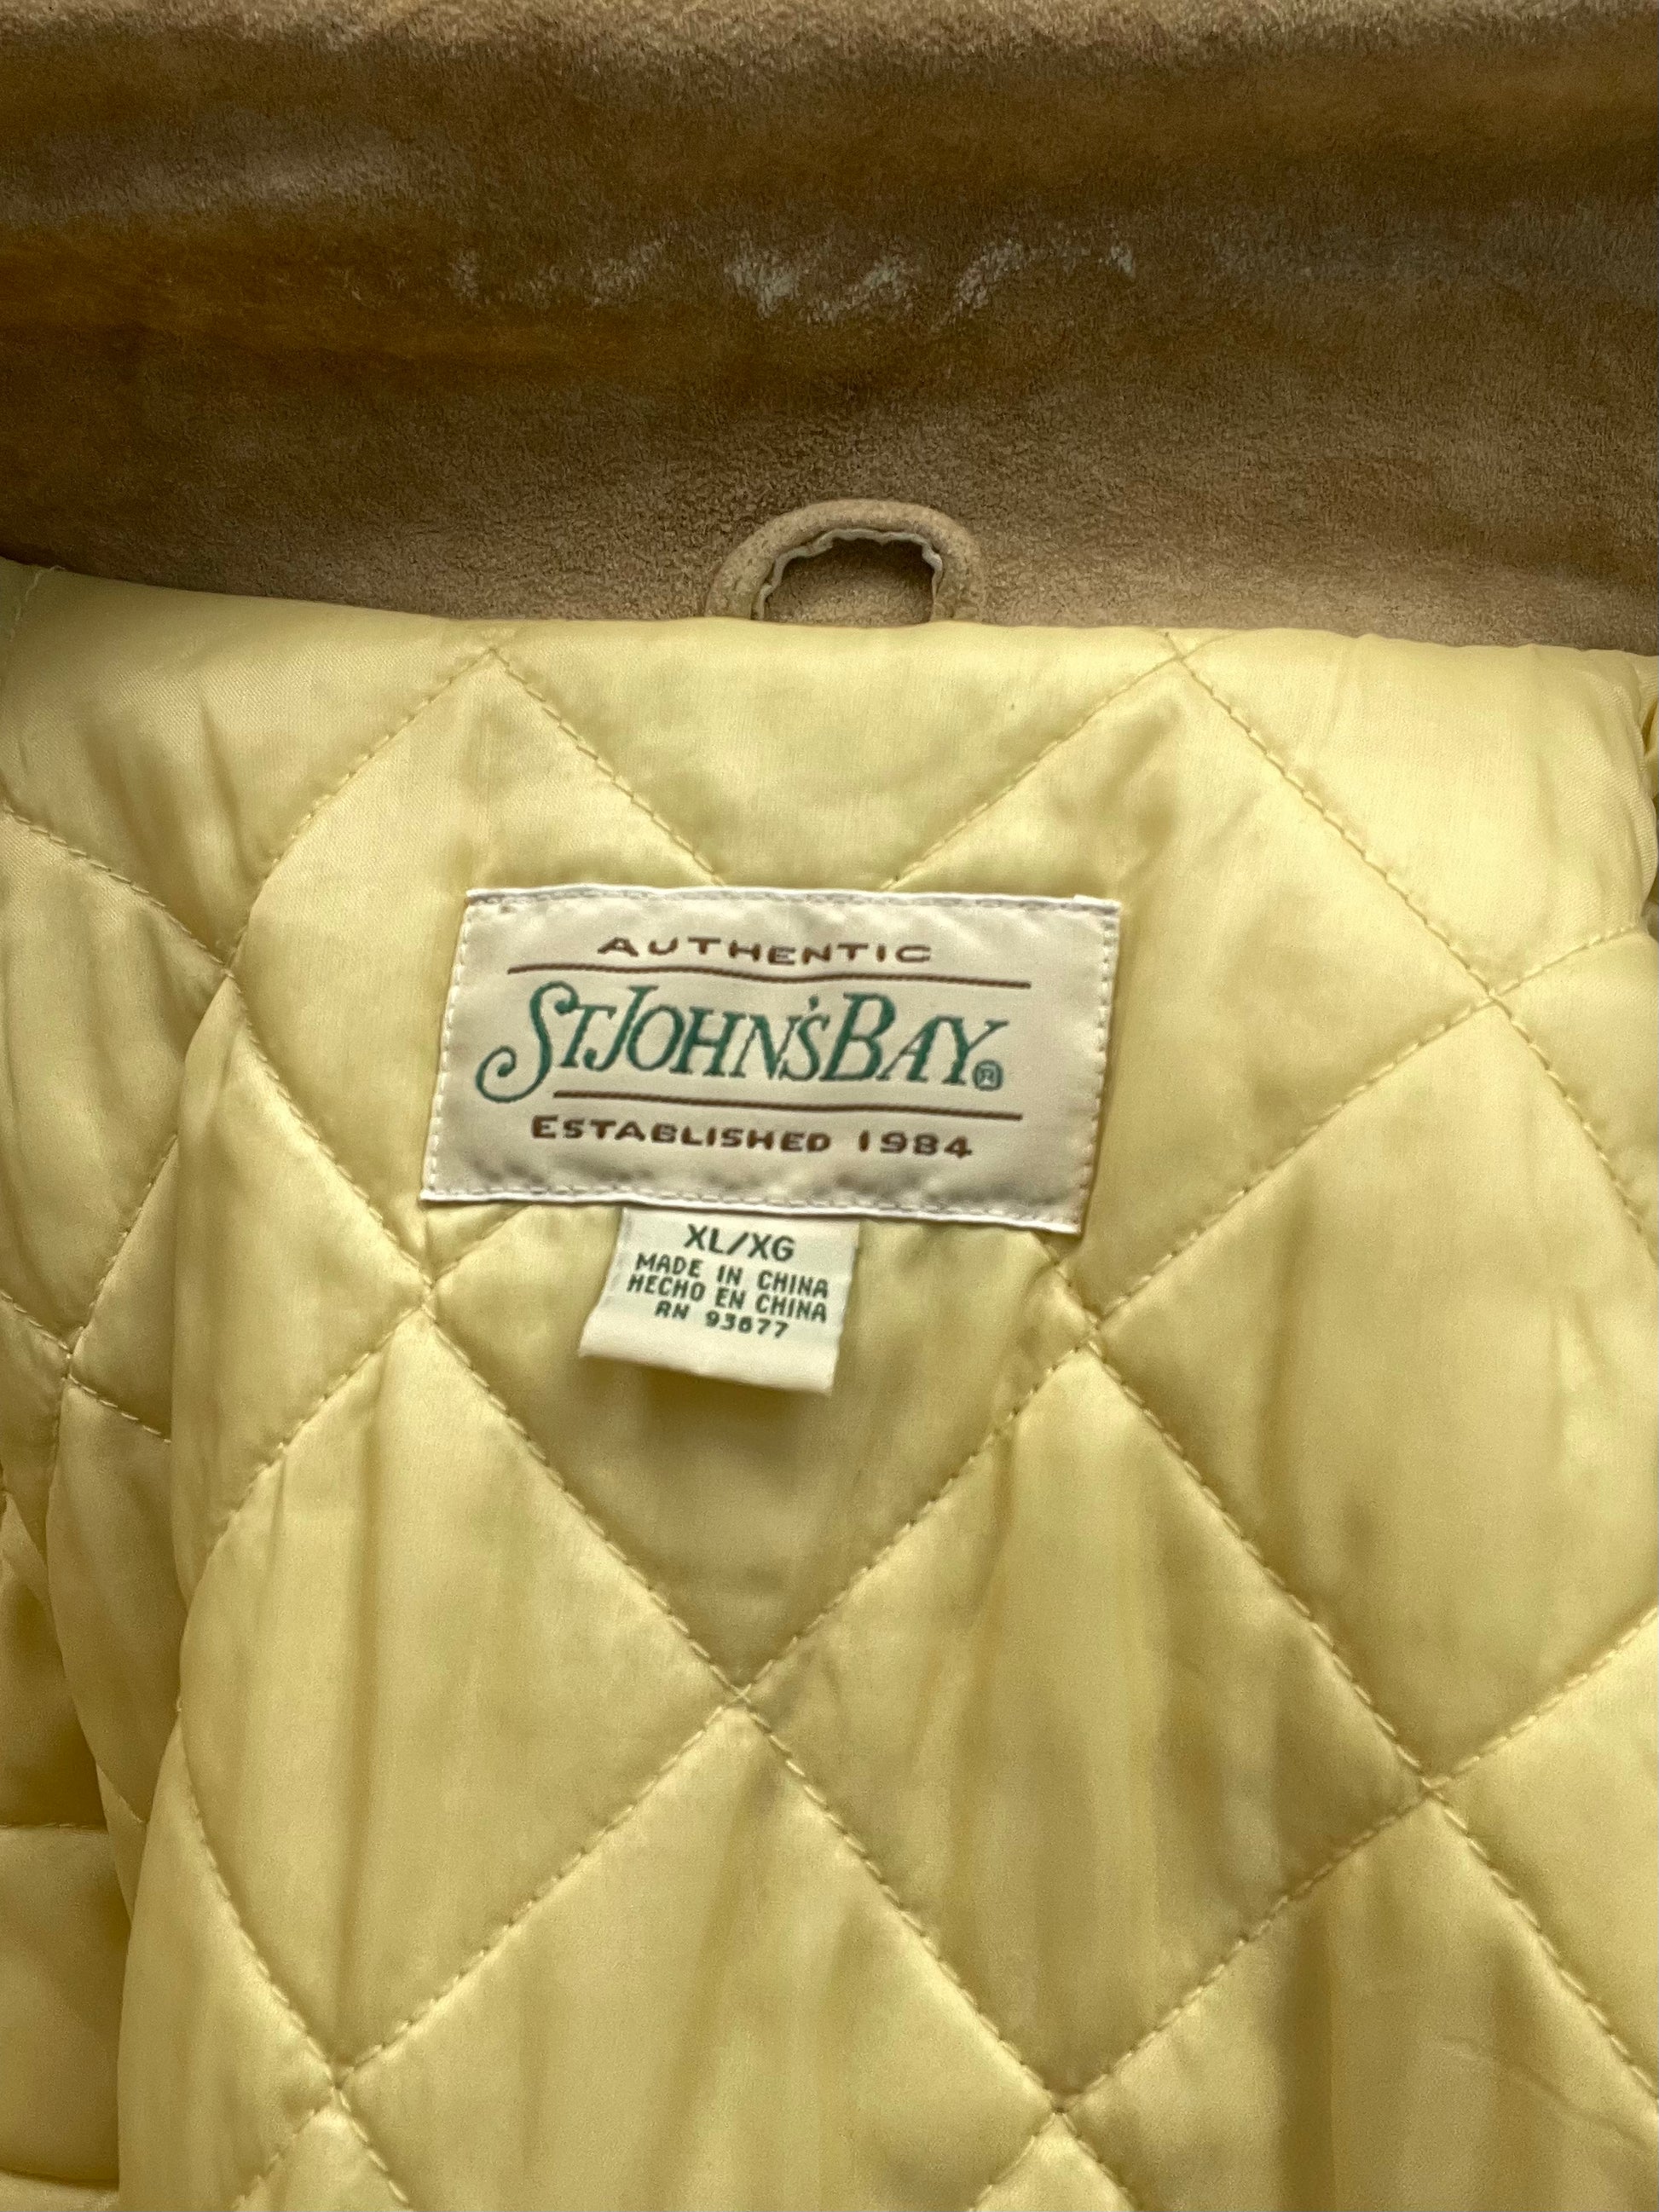 AUTHENTIC
ST JOHN'S BAY®
ESTABLISHED 1984
XL/XG
MADE IN CHINA
HECHO EN CHINA
RN 93677